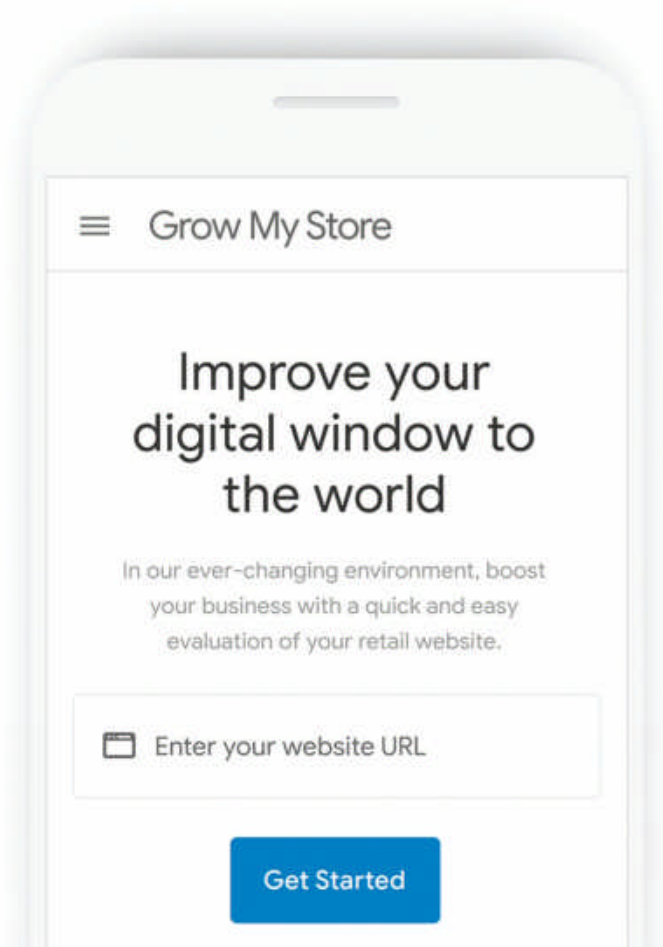 Grow My Store
Improve your
digital window to
the world
In our ever-changing environment, boost
your business with a quick and easy
evaluation of your retail website.
Enter your website URL
Get Started